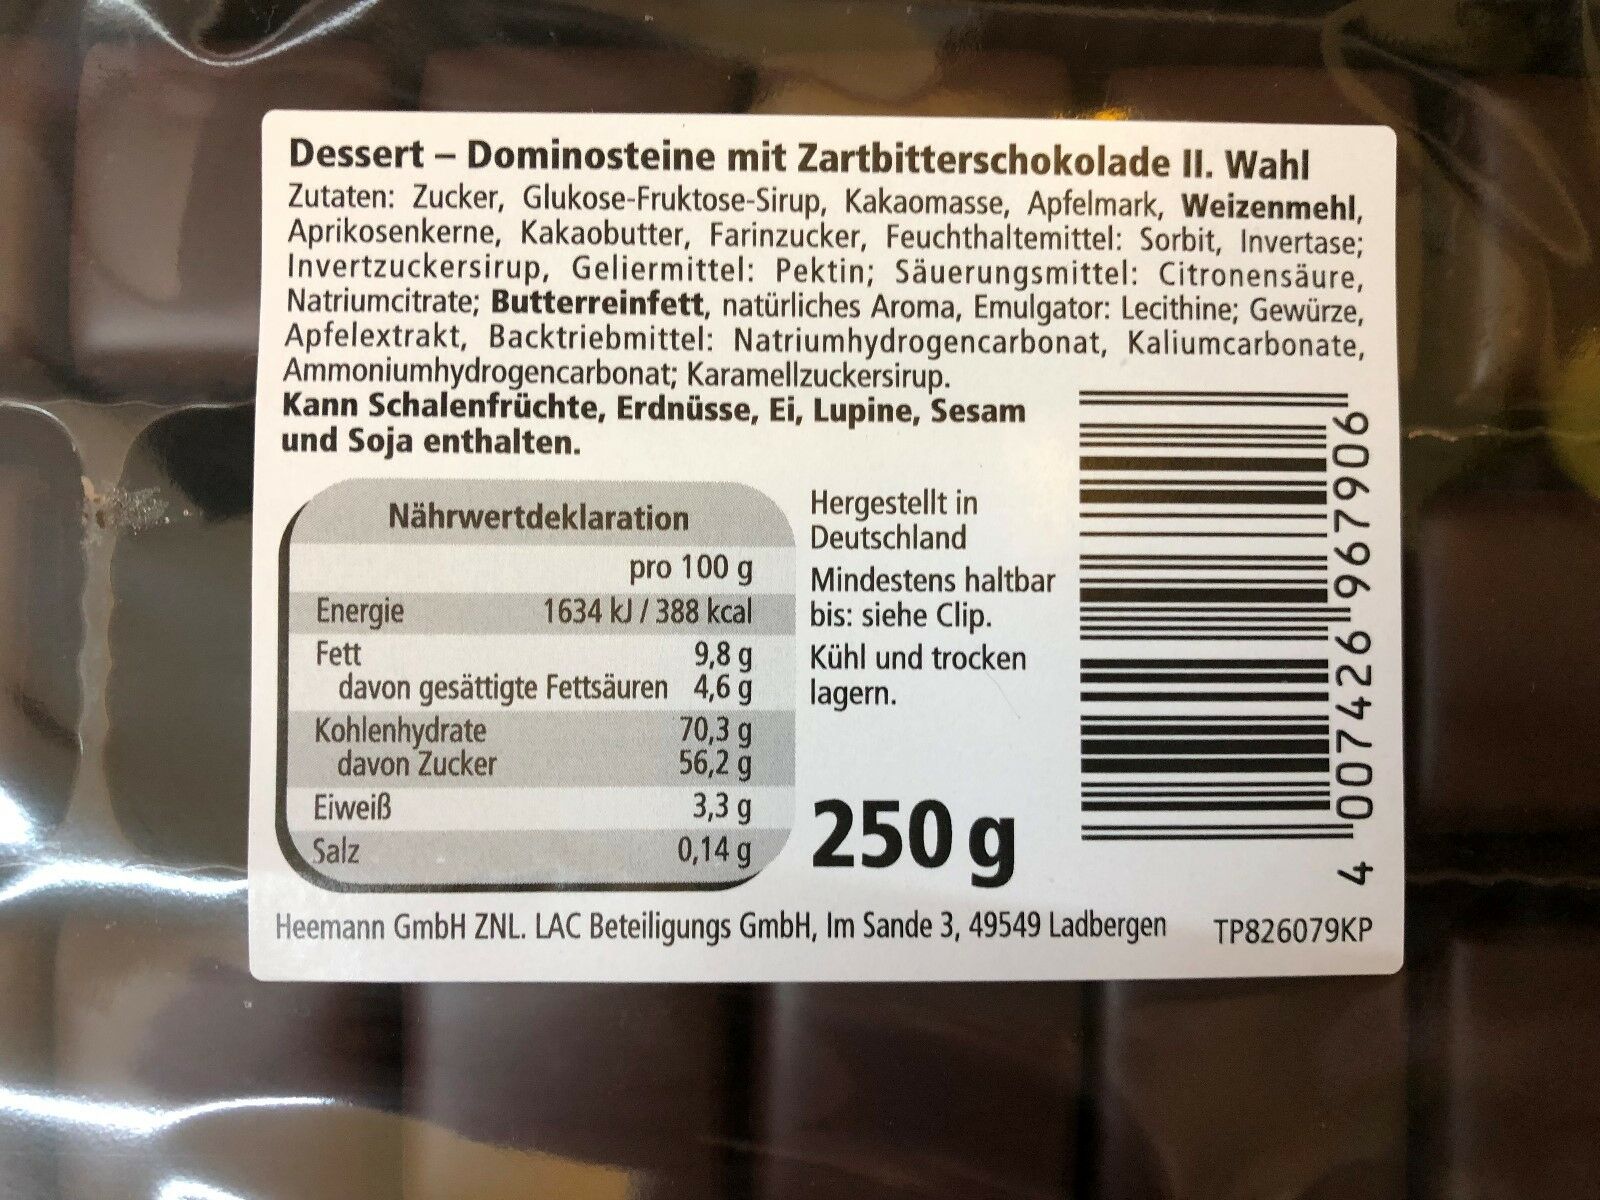 Dessert – Dominosteine mit Zartbitterschokolade II. Wahl
Zutaten: Zucker, Glukose-Fruktose-Sirup, Kakaomasse, Apfelmark, Weizenmehl,
Aprikosenkerne, Kakaobutter, Farinzucker, Feuchthaltemittel: Sorbit, Invertase;
Invertzuckersirup, Geliermittel: Pektin; Säuerungsmittel: Citronensäure,
Natriumcitrate; Butterreinfett, natürliches Aroma, Emulgator: Lecithine; Gewürze,
Apfelextrakt, Backtriebmittel: Natriumhydrogencarbonat, Kaliumcarbonate,
Ammoniumhydrogencarbonat; Karamellzuckersirup.
Kann Schalenfrüchte, Erdnüsse, Ei, Lupine, Sesam
und Soja enthalten.
Nährwertdeklaration
pro 100 g
Energie 1634 kJ / 388 kcal
Fett 9,8 g
davon gesättigte Fettsäuren 4,6 g
Kohlenhydrate 70,3 g
davon Zucker 56,2 g
Eiweiß 3,3 g
Salz 0,14 g
Hergestellt in
Deutschland
Mindestens haltbar
bis: siehe Clip.
Kühl und trocken
lagern.
250 g
4 007426 967906
Heemann GmbH ZNL. LAC Beteiligungs GmbH, Im Sande 3, 49549 Ladbergen
TP826079KP